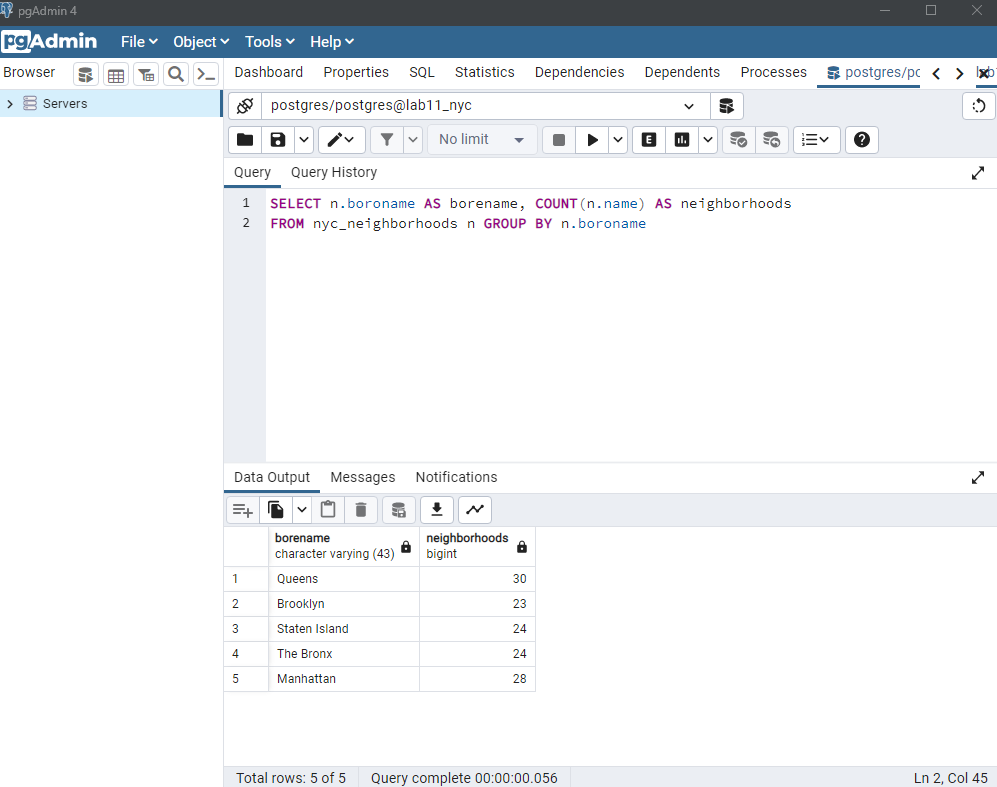 pgAdmin 4
pgAdmin File Object Tools Help
Browser Dashboard Properties SQL Statistics Dependencies Dependents Processes postgres/po
Servers
postgres/postgres@lab11_nyc
No limit E
Query Query History
1 SELECT n.boroname AS borename, COUNT(n.name) AS neighborhoods
2 FROM nyc_neighborhoods n GROUP BY n.boroname
Data Output Messages Notifications
borename neighborhoods
character varying (43) bigint
1 Queens 30
2 Brooklyn 23
3 Staten Island 24
4 The Bronx 24
5 Manhattan 28
Total rows: 5 of 5 Query complete 00:00:00.056 Ln 2, Col 45